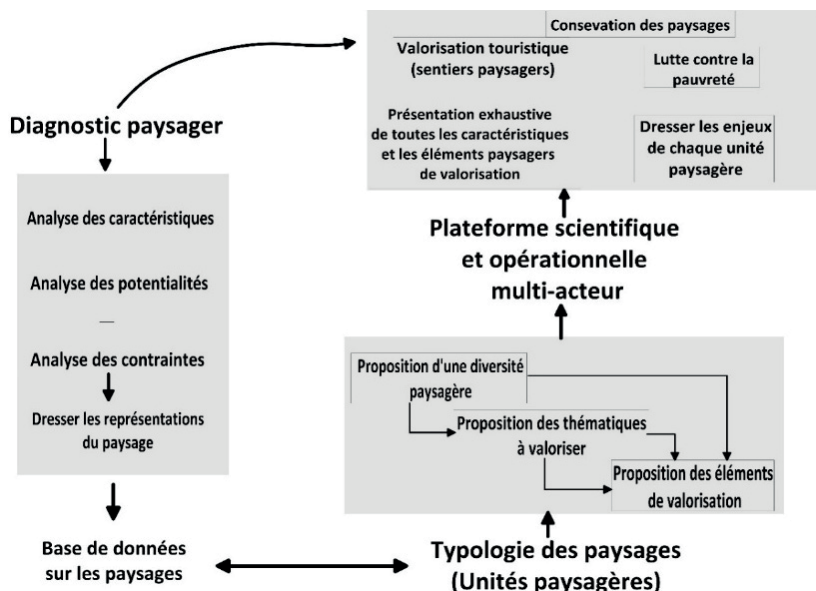 Diagnostic paysager
Analyse des caractéristiques
Analyse des potentialités
Analyse des contraintes
Dresser les représentations
du paysage
Base de données
sur les paysages
Consevation des paysages
Valorisation touristique
(sentiers paysagers)
Lutte contre la
pauvreté
Présentation exhaustive
de toutes les caractéristiques
et les éléments paysagers
de valorisation
Dresser les enjeux
de chaque unité
paysagère
Plateforme scientifique
et opérationnelle
multi-acteur
Proposition d'une diversité
paysagère
Proposition des thématiques
à valoriser
Proposition des éléments
de valorisation
Typologie des paysages
(Unités paysagères)